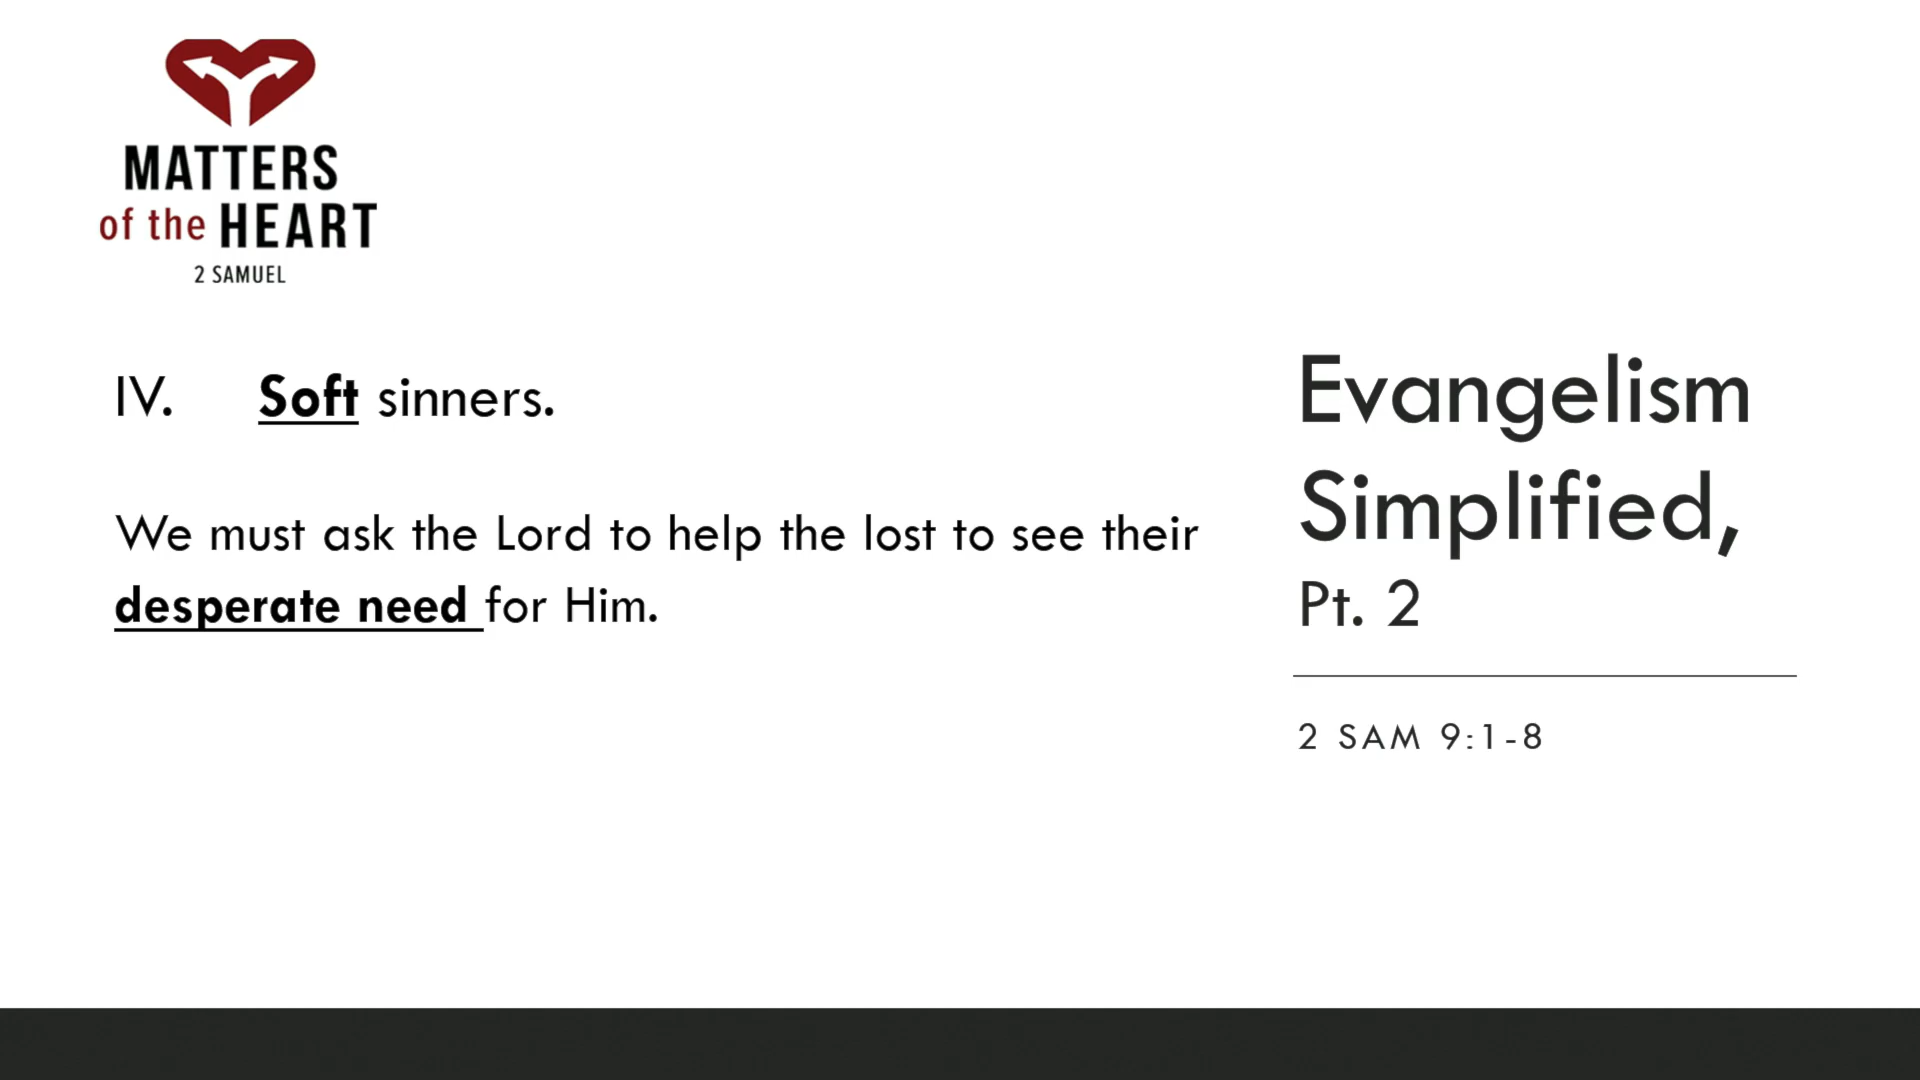 MATTERS
of the HEART
2 SAMUEL
IV. Soft sinners.
We must ask the Lord to help the lost to see their
desperate need for Him.
Evangelism
Simplified,
Pt. 2
2 SAM 9:1-8